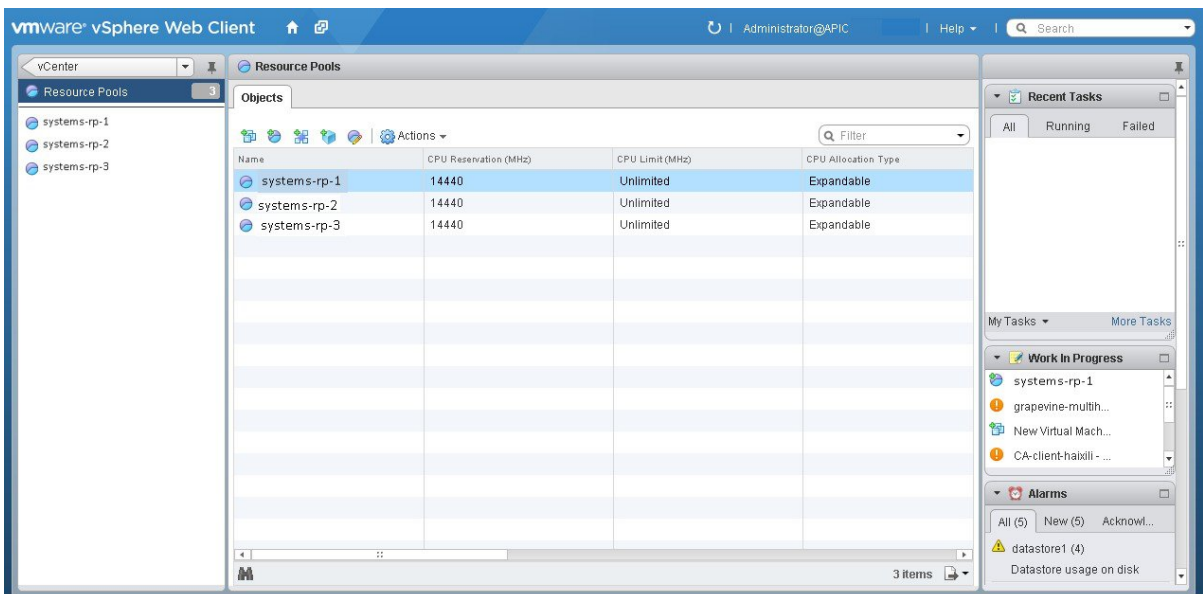 vmware® vSphere Web Client
Administrator@APIC
Help
Search
vCenter
Resource Pools 3
systems-rp-1
systems-rp-2
systems-rp-3
Resource Pools
Objects
Actions
Filter
Name CPU Reservation (MHz) CPU Limit (MHz) CPU Allocation Type
systems-rp-1 14440 Unlimited Expandable
systems-rp-2 14440 Unlimited Expandable
systems-rp-3 14440 Unlimited Expandable
3 items
Recent Tasks
All Running Failed
My Tasks More Tasks
Work In Progress
systems-rp-1
grapevine-multih...
New Virtual Mach...
CA-client-haixili - ...
Alarms
All (5) New (5) Acknowl...
datastore1 (4)
Datastore usage on disk